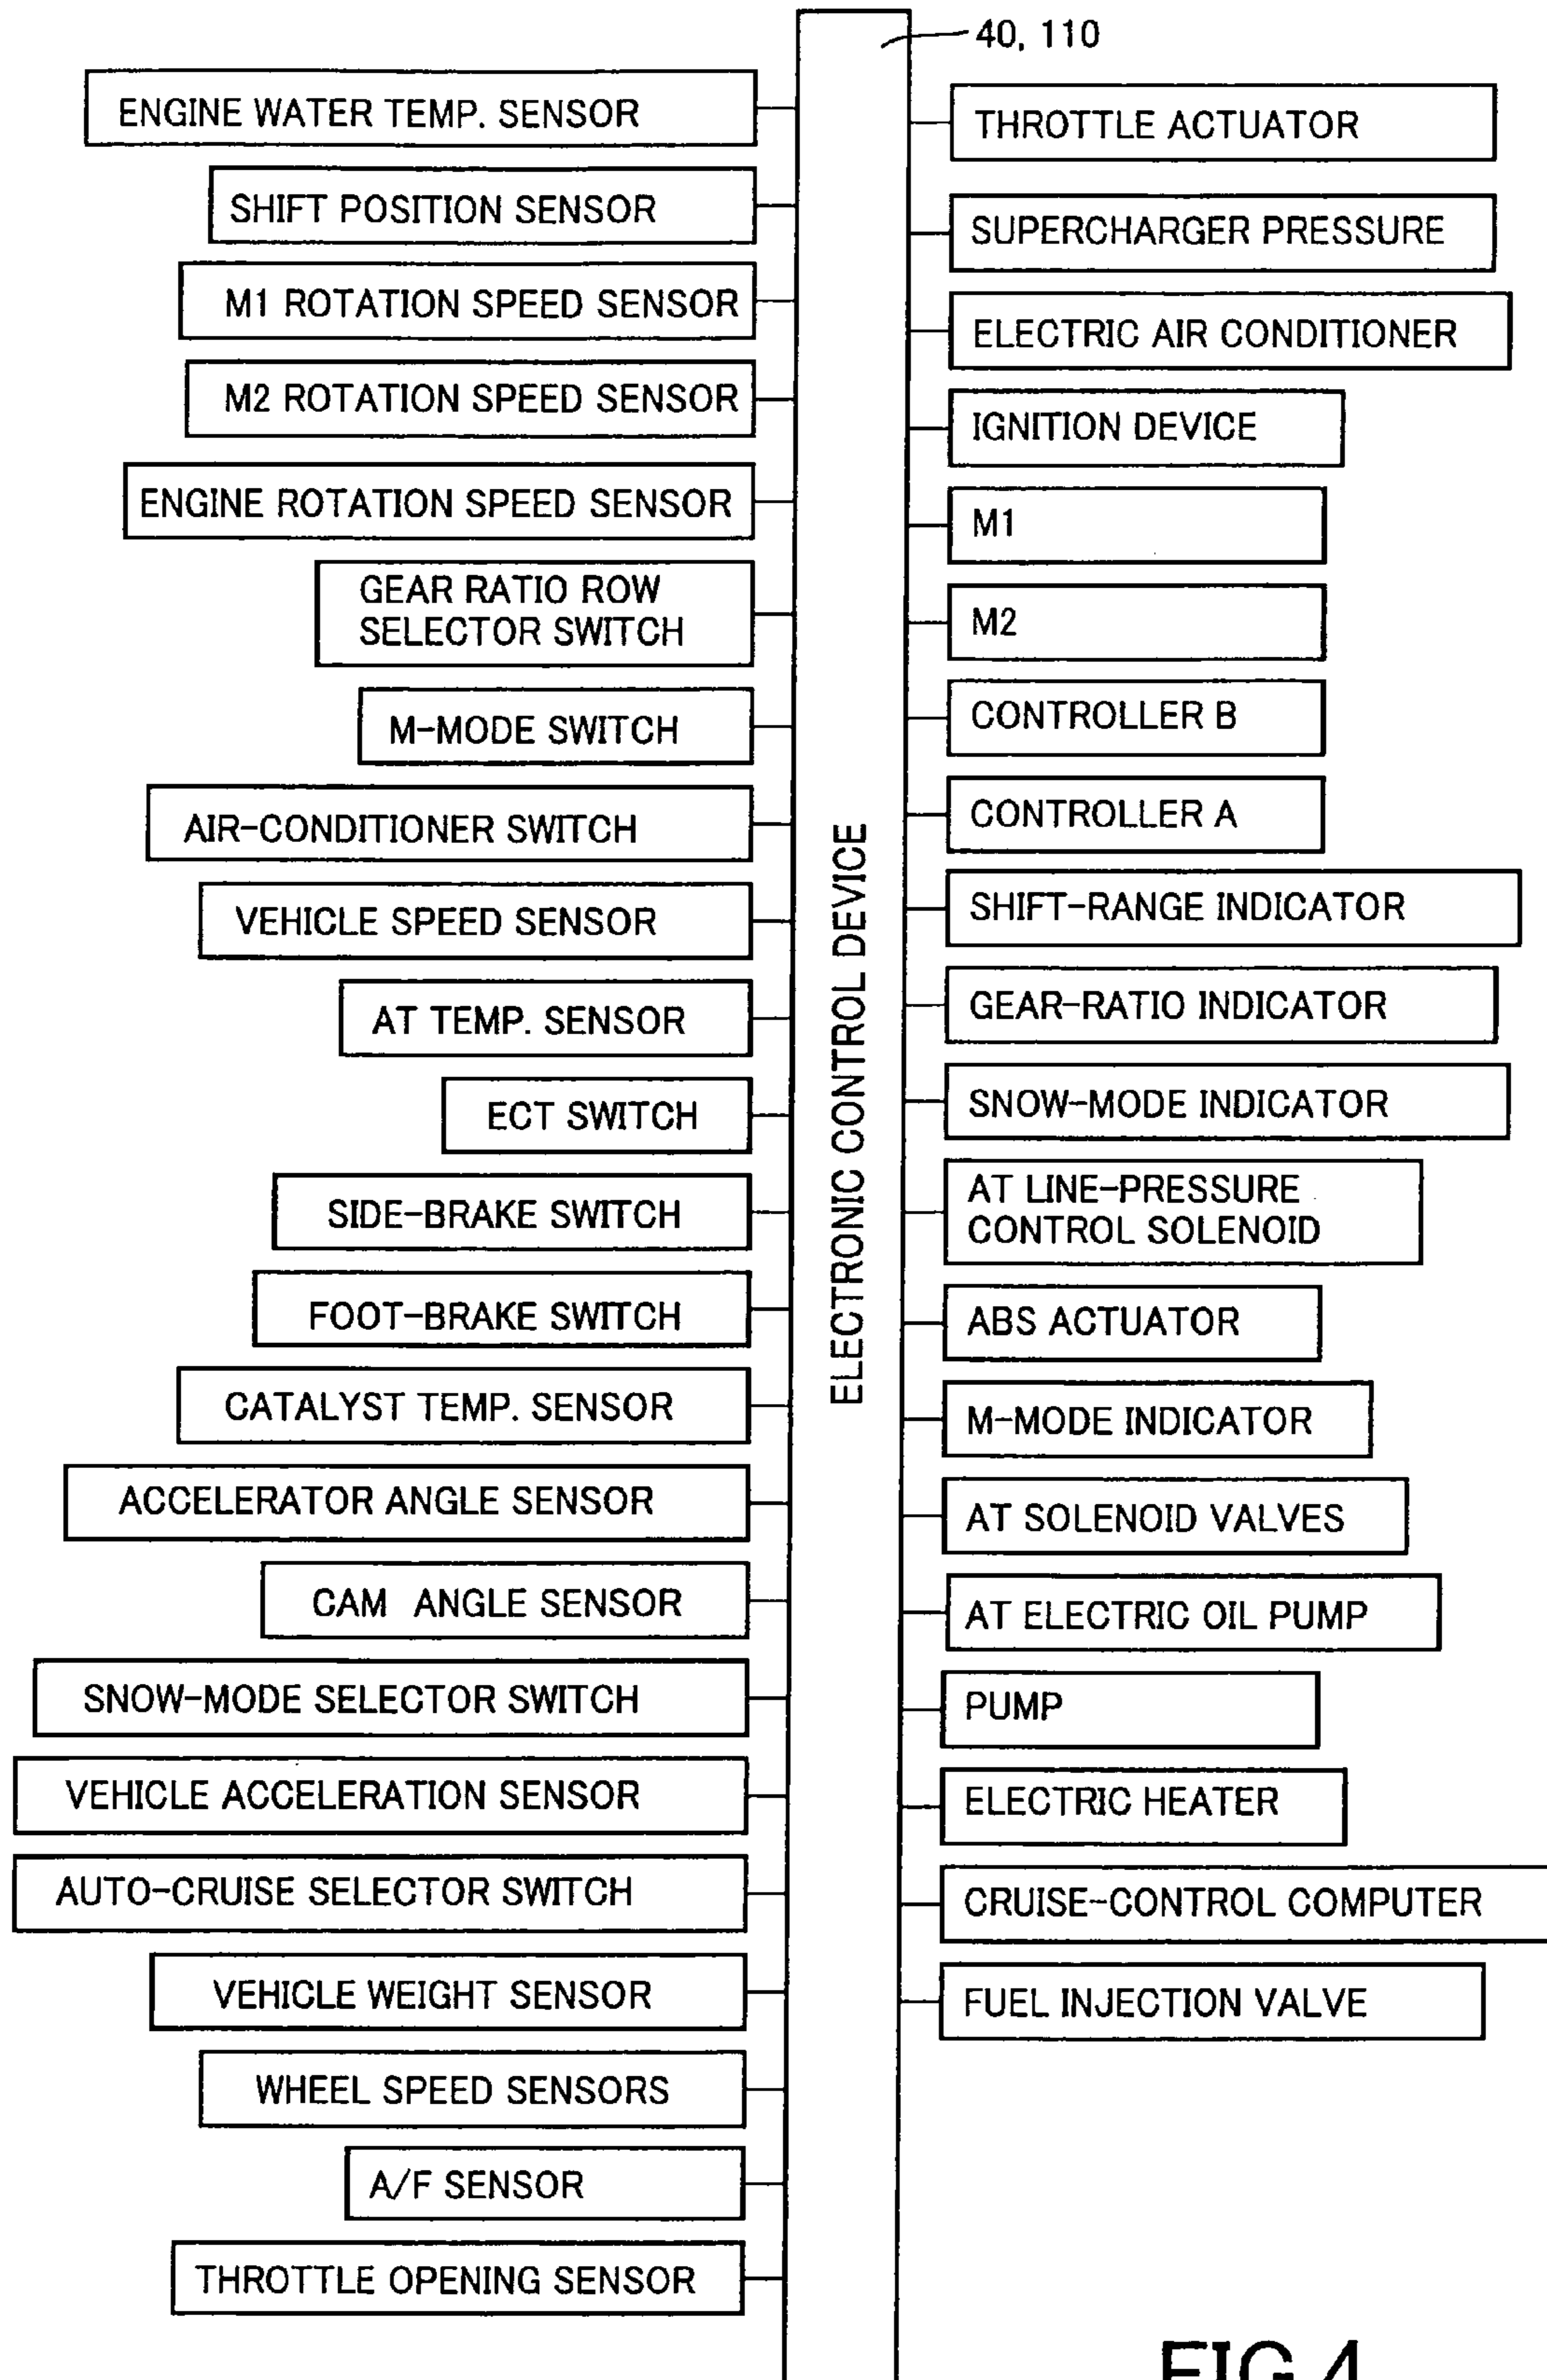 40, 110
ENGINE WATER TEMP. SENSOR
SHIFT POSITION SENSOR
M1 ROTATION SPEED SENSOR
M2 ROTATION SPEED SENSOR
ENGINE ROTATION SPEED SENSOR
GEAR RATIO ROW
SELECTOR SWITCH
M-MODE SWITCH
AIR-CONDITIONER SWITCH
VEHICLE SPEED SENSOR
AT TEMP. SENSOR
ECT SWITCH
SIDE-BRAKE SWITCH
FOOT-BRAKE SWITCH
CATALYST TEMP. SENSOR
ACCELERATOR ANGLE SENSOR
CAM ANGLE SENSOR
SNOW-MODE SELECTOR SWITCH
VEHICLE ACCELERATION SENSOR
AUTO-CRUISE SELECTOR SWITCH
VEHICLE WEIGHT SENSOR
WHEEL SPEED SENSORS
A/F SENSOR
THROTTLE OPENING SENSOR
ELECTRONIC CONTROL DEVICE
THROTTLE ACTUATOR
SUPERCHARGER PRESSURE
ELECTRIC AIR CONDITIONER
IGNITION DEVICE
M1
M2
CONTROLLER B
CONTROLLER A
SHIFT-RANGE INDICATOR
GEAR-RATIO INDICATOR
SNOW-MODE INDICATOR
AT LINE-PRESSURE
CONTROL SOLENOID
ABS ACTUATOR
M-MODE INDICATOR
AT SOLENOID VALVES
AT ELECTRIC OIL PUMP
PUMP
ELECTRIC HEATER
CRUISE-CONTROL COMPUTER
FUEL INJECTION VALVE
FIG.4